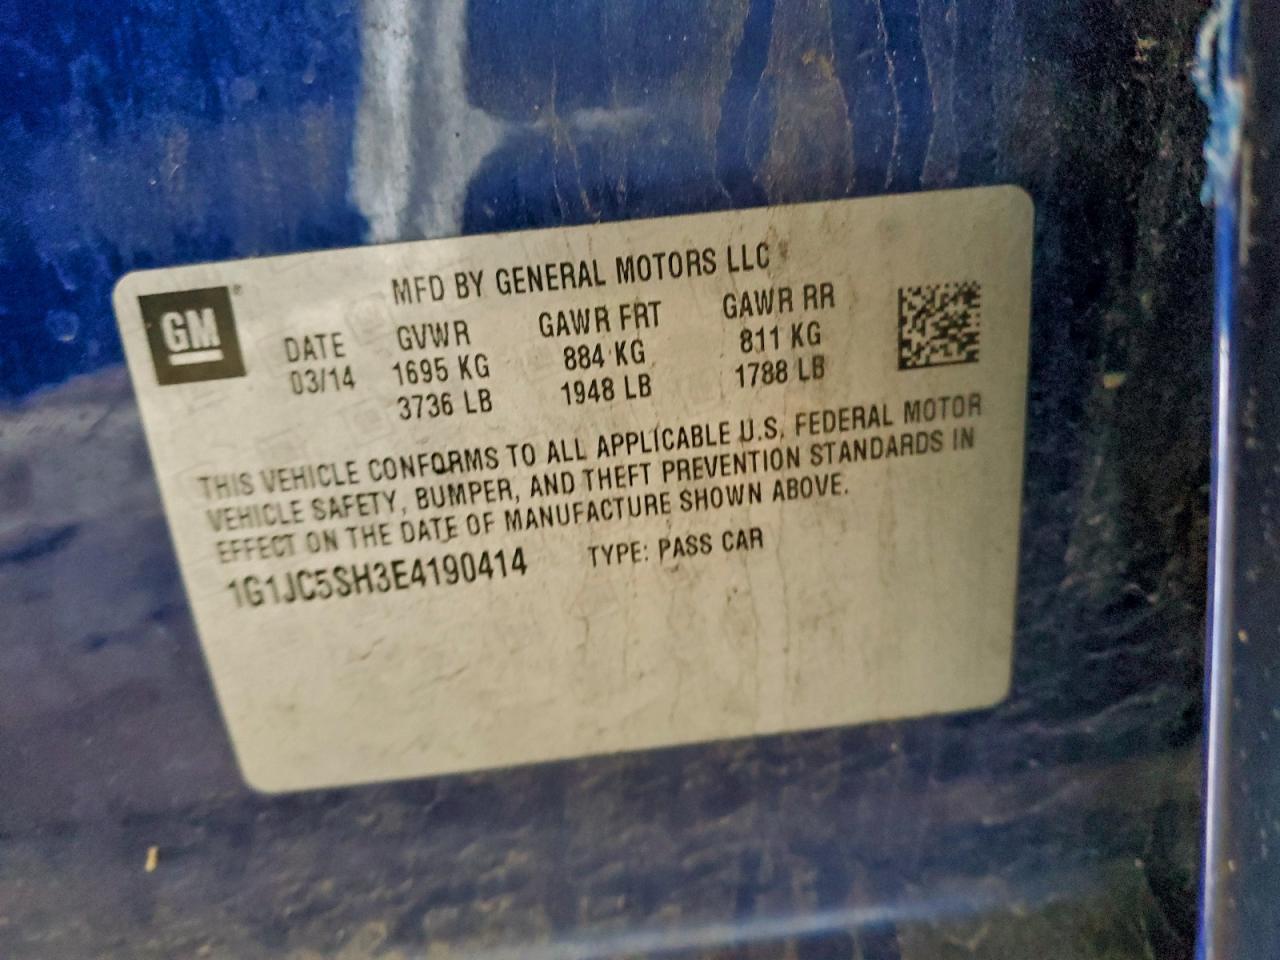 GM®
MFD BY GENERAL MOTORS LLC
DATE GVWR GAWR FRT GAWR RR
03/14 1695 KG 884 KG 811 KG
3736 LB 1948 LB 1788 LB
THIS VEHICLE CONFORMS TO ALL APPLICABLE U.S. FEDERAL MOTOR
VEHICLE SAFETY, BUMPER, AND THEFT PREVENTION STANDARDS IN
EFFECT ON THE DATE OF MANUFACTURE SHOWN ABOVE.
1G1JC5SH3E4190414 TYPE: PASS CAR